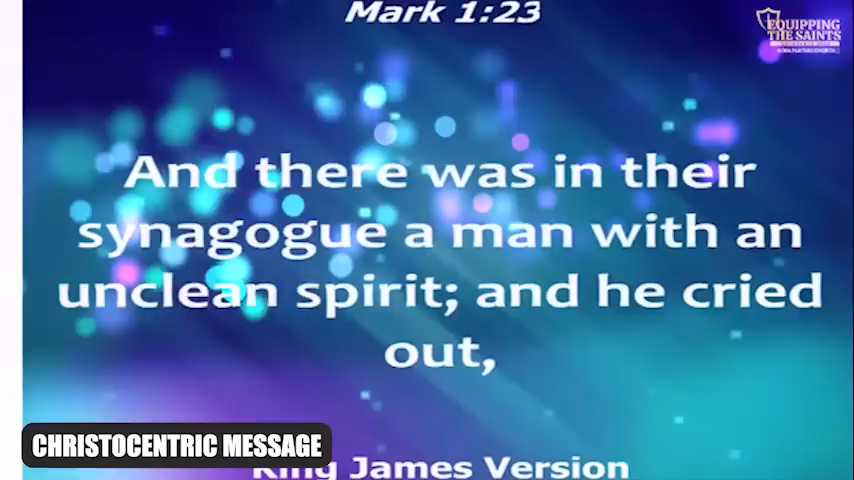 Mark 1:23
EQUIPPING
THE SAINTS
And there was in their
synagogue a man with an
unclean spirit; and he cried
out,
CHRISTOCENTRIC MESSAGE
King James Version